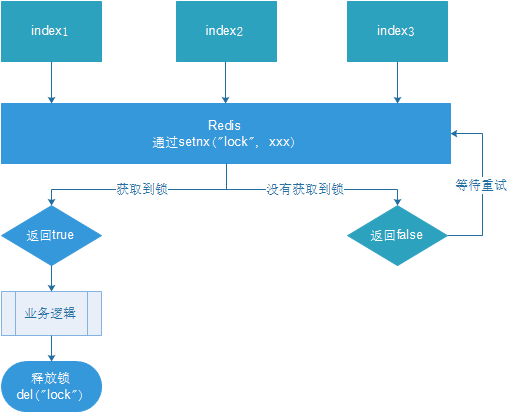 index1
index2
index3
Redis
通过setnx("lock", xxx)
获取到锁
没有获取到锁
等待重试
返回true
返回false
业务逻辑
释放锁
del("lock")